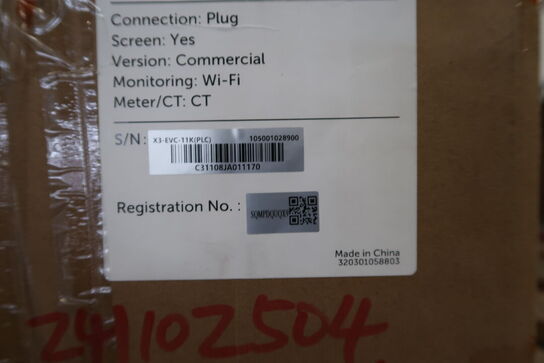 Connection: Plug
Screen: Yes
Version: Commercial
Monitoring: Wi-Fi
Meter/CT: CT
S/N: X3-EVC-11K(PLC) 105001028900
C31108JA011170
Registration No. :
Made in China
320301058803
24102504